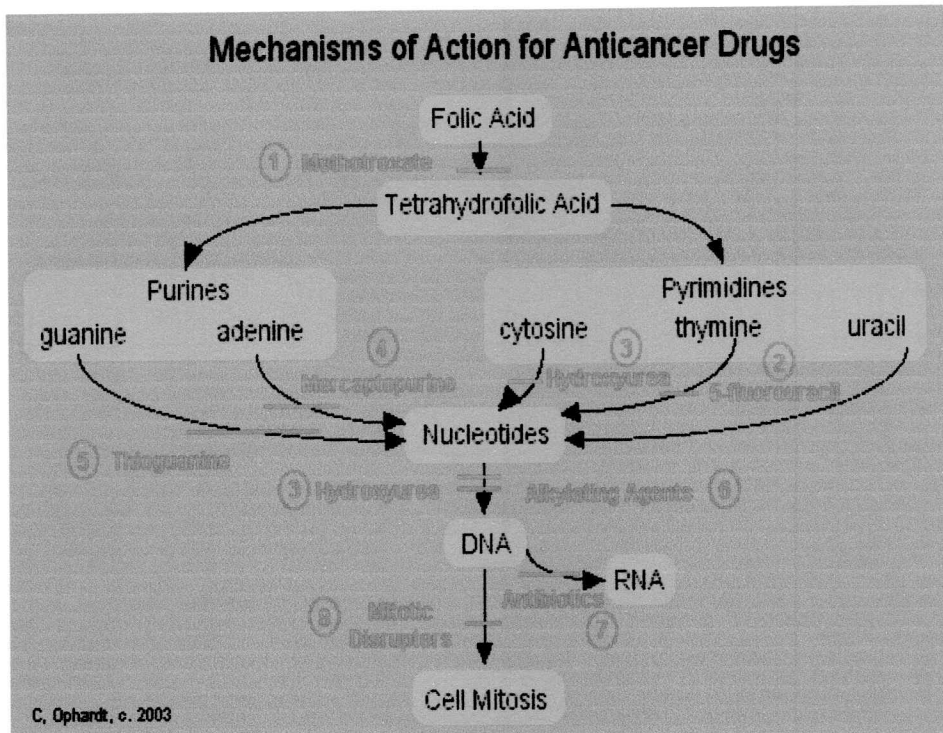 Mechanisms of Action for Anticancer Drugs
Folic Acid
1 Methotrexate
Tetrahydrofolic Acid
Purines
Pyrimidines
guanine adenine
cytosine thymine uracil
4
3
2
Mercaptopurine
Hydroxyurea
5-fluorouracil
Nucleotides
5 Thioguanine
3 Hydroxyurea
Alkylating Agents 6
DNA
RNA
Antibiotics
7
8 Mitotic
Disrupters
Cell Mitosis
C, Ophardt, c. 2003